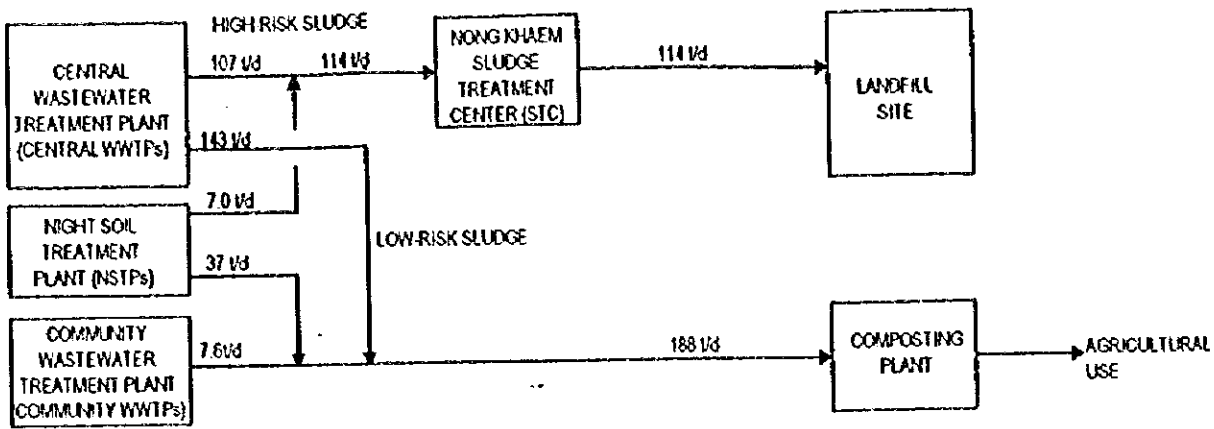 HIGH RISK SLUDGE
CENTRAL
WASTEWATER
TREATMENT PLANT
(CENTRAL WWTPs)
107 t/d
114 t/d
NONG KHAEM
SLUDGE
TREATMENT
CENTER (STC)
114 t/d
LANDFILL
SITE
143 t/d
NIGHT SOIL
TREATMENT
PLANT (NSTPs)
7.0 t/d
37 t/d
LOW-RISK SLUDGE
COMMUNITY
WASTEWATER
TREATMENT PLANT
COMMUNITY WWTPs)
7.6t/d
188 t/d
COMPOSTING
PLANT
AGRICULTURAL
USE